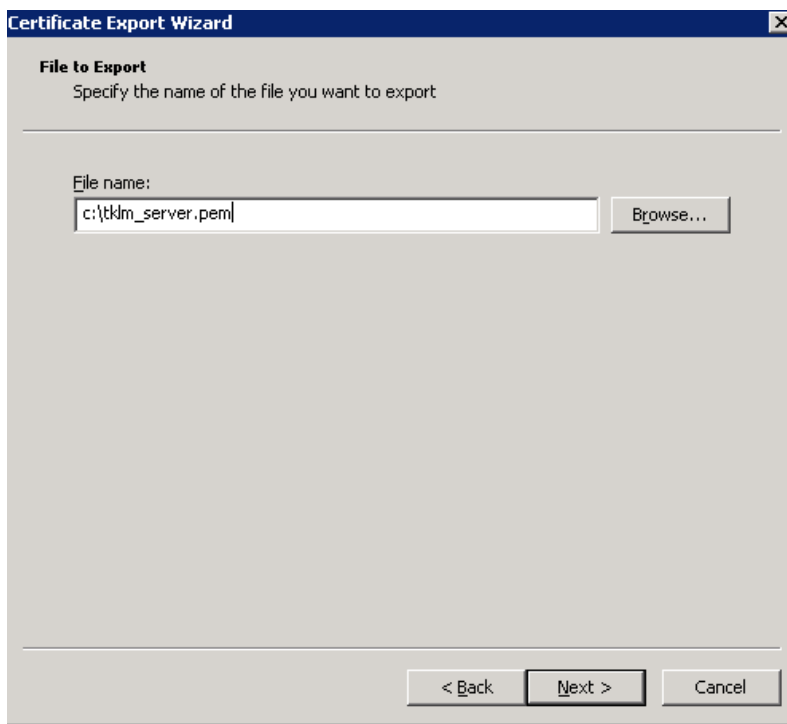 Certificate Export Wizard
File to Export
Specify the name of the file you want to export
File name:
c:\tklm_server.pem
Browse...
< Back
Next >
Cancel